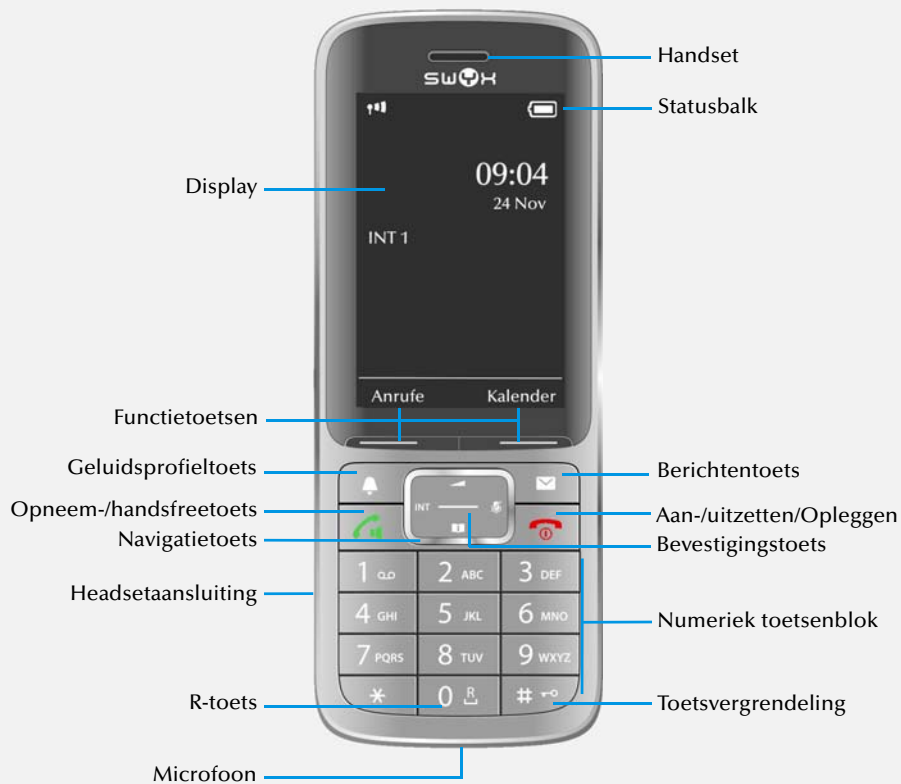 Handset
swyx
Statusbalk
09:04
Display
24 Nov
INT 1
Anrufe Kalender
Functietoetsen
Geluidsprofieltoets
Berichtentoets
Opneem-/handsfreetoets
INT
Aan-/uitzetten/Opleggen
Navigatietoets
Bevestigingstoets
1 2 ABC 3 DEF
Headsetaansluiting
4 GHI 5 JKL 6 MNO
Numeriek toetsenblok
7 PQRS 8 TUV 9 WXYZ
R-toets
* 0 R #
Toetsvergrendeling
Microfoon